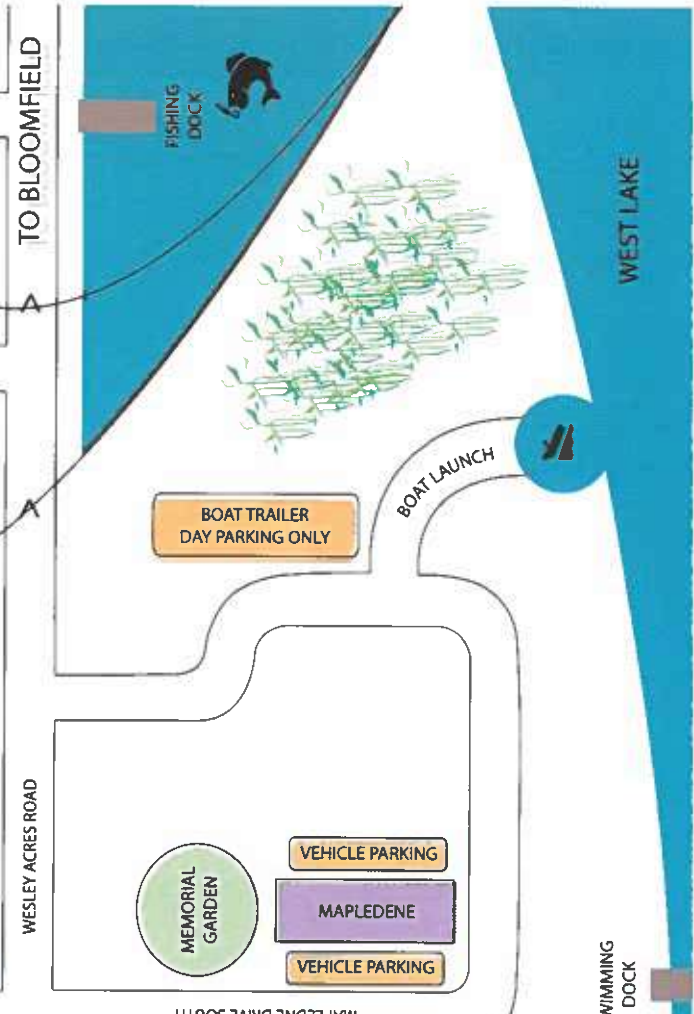 TO BLOOMFIELD
FISHING
DOCK
WEST LAKE
BOAT LAUNCH
BOAT TRAILER
DAY PARKING ONLY
WESLEY ACRES ROAD
MEMORIAL
GARDEN
VEHICLE PARKING
MAPLEDENE
VEHICLE PARKING
WIMMING
DOCK